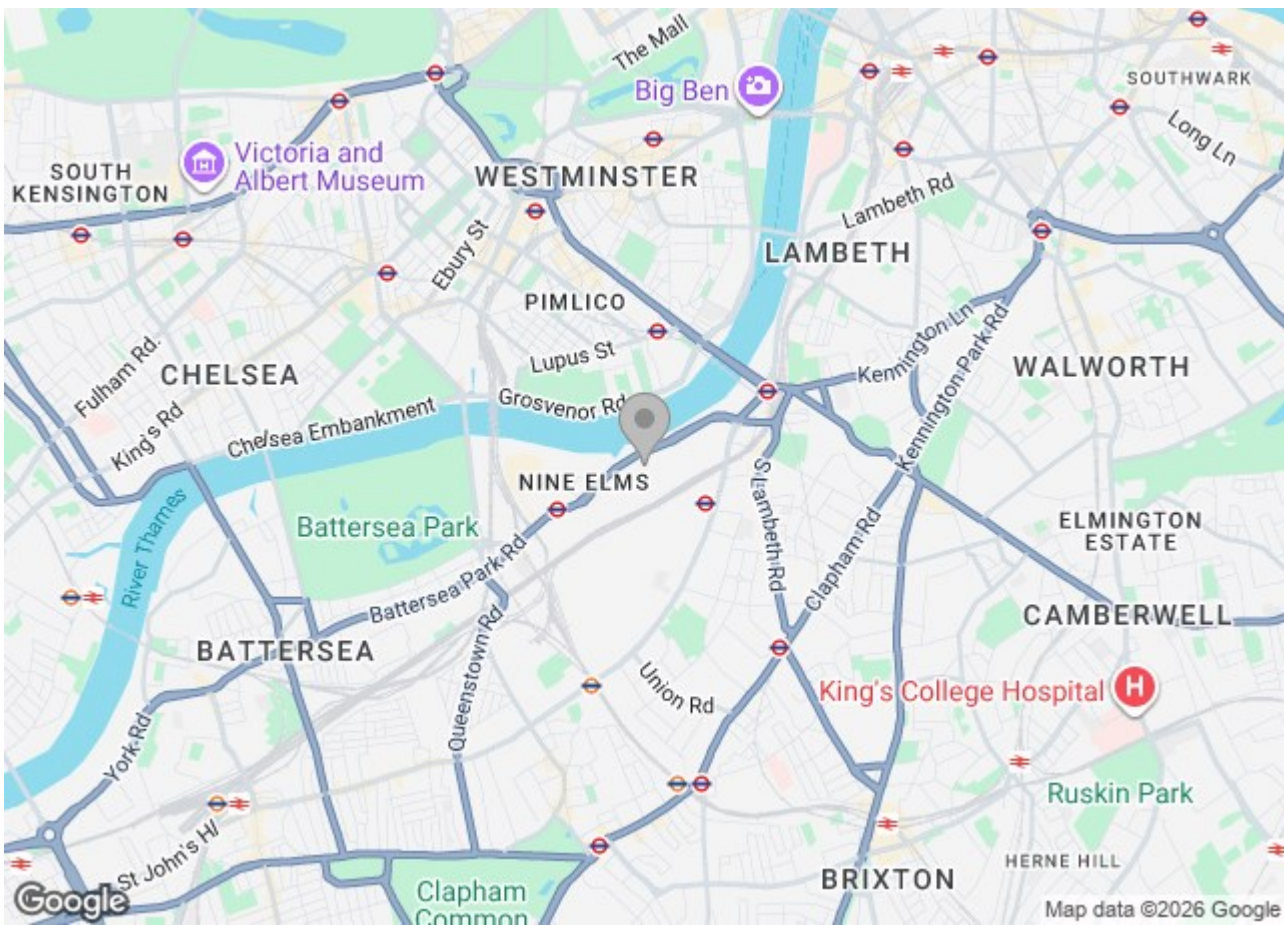 The Mall
Big Ben
SOUTHWARK
Long Ln
Victoria and
Albert Museum
SOUTH
KENSINGTON
WESTMINSTER
Lambeth Rd
Ebury St
LAMBETH
PIMLICO
Lupus St
Kennington Ln
Kennington Park Rd
WALWORTH
Fulham Rd.
CHELSEA
King's Rd
Chelsea Embankment
Grosvenor Rd
NINE ELMS
S Lambeth Rd
Clapham Rd
River Thames
Battersea Park
Battersea Park Rd
ELMINGTON
ESTATE
CAMBERWELL
BATTERSEA
Queenstown Rd
Union Rd
King's College Hospital
H
York Rd
Ruskin Park
St John's H
HERNE HILL
BRIXTON
Clapham
Common
Google
Map data ©2026 Google